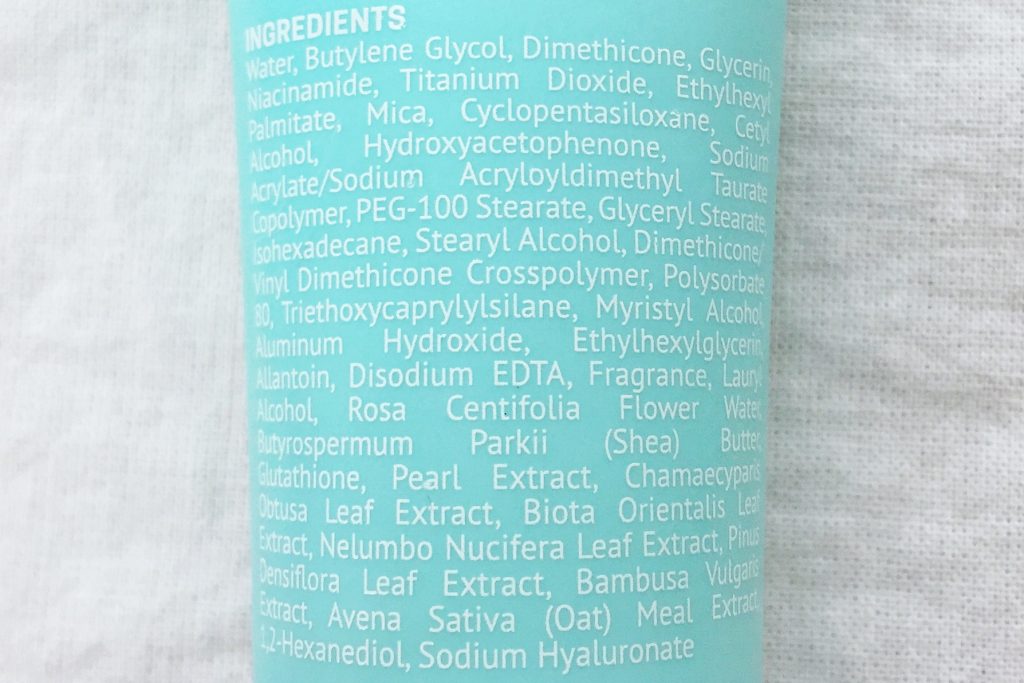 INGREDIENTS
Water, Butylene Glycol, Dimethicone, Glycerin,
Niacinamide, Titanium Dioxide, Ethylhexyl
Palmitate, Mica, Cyclopentasiloxane, Cetyl
Alcohol, Hydroxyacetophenone, Sodium
Acrylate/Sodium Acryloyldimethyl Taurate
Copolymer, PEG-100 Stearate, Glyceryl Stearate,
Isohexadecane, Stearyl Alcohol, Dimethicone/
Vinyl Dimethicone Crosspolymer, Polysorbate
80, Triethoxycaprylylsilane, Myristyl Alcohol,
Aluminum Hydroxide, Ethylhexylglycerin,
Allantoin, Disodium EDTA, Fragrance, Lauryl
Alcohol, Rosa Centifolia Flower Water,
Butyrospermum Parkii (Shea) Butter,
Glutathione, Pearl Extract, Chamaecyparis
Obtusa Leaf Extract, Biota Orientalis Leaf
Extract, Nelumbo Nucifera Leaf Extract, Pinus
Densiflora Leaf Extract, Bambusa Vulgaris
Extract, Avena Sativa (Oat) Meal Extract,
1,2-Hexanediol, Sodium Hyaluronate